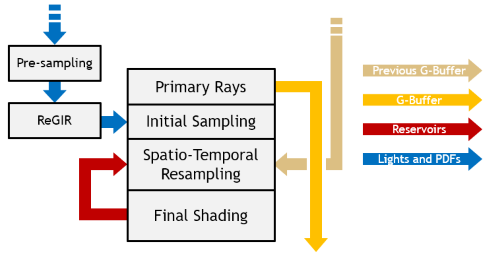 Pre-sampling
ReGIR
Primary Rays
Initial Sampling
Spatio-Temporal
Resampling
Final Shading
Previous G-Buffer
G-Buffer
Reservoirs
Lights and PDFs